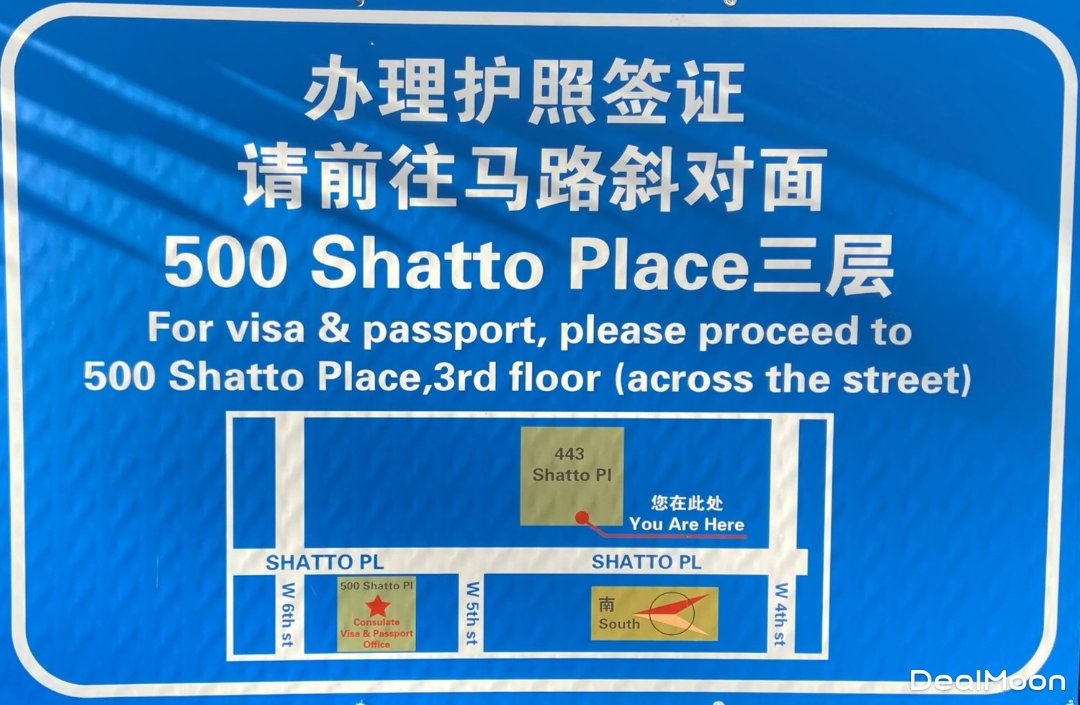 办理护照签证
请前往马路斜对面
500 Shatto Place三层
For visa & passport, please proceed to
500 Shatto Place,3rd floor (across the street)
443
Shatto Pl
您在此处
You Are Here
SHATTO PL
SHATTO PL
W 6th st
500 Shatto Pl
Consulate
Visa & Passport
Office
W 5th st
南
South
W 4th st
DealMoon